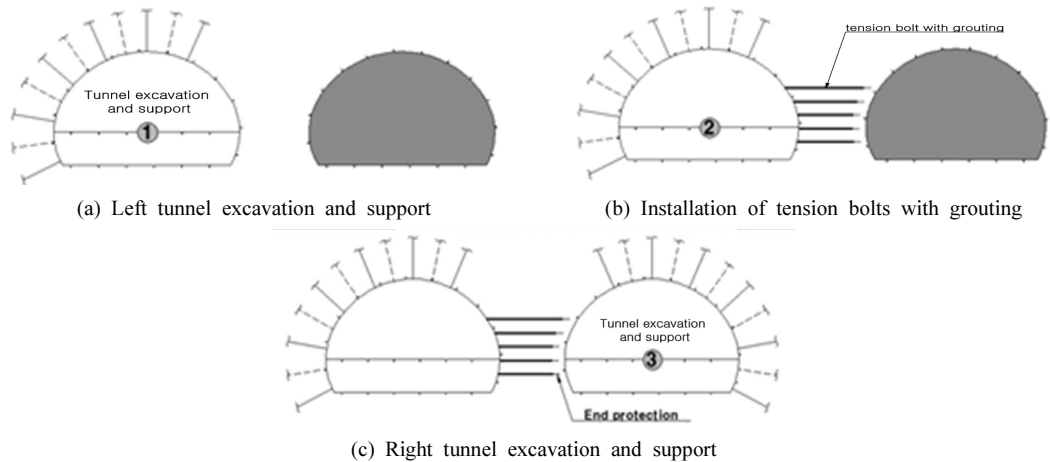 Tunnel excavation
and support
1
(a) Left tunnel excavation and support
tension bolt with grouting
2
(b) Installation of tension bolts with grouting
Tunnel excavation
and support
3
End protection
(c) Right tunnel excavation and support